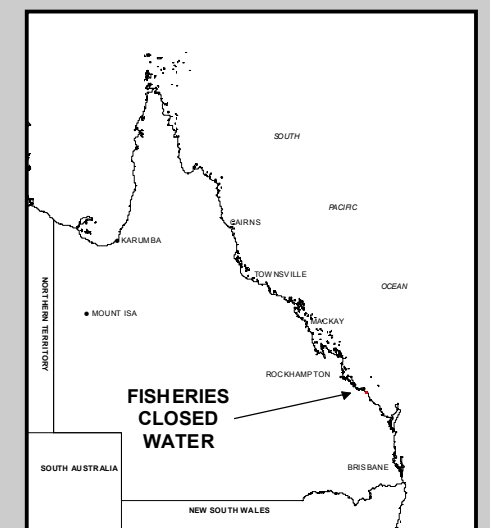 SOUTH
PACIFIC
CAIRNS
KARUMBA
TOWNSVILLE
OCEAN
NORTHERN TERRITORY
MOUNT ISA
MACKAY
ROCKHAMPTON
FISHERIES
CLOSED
WATER
SOUTH AUSTRALIA
BRISBANE
NEW SOUTH WALES